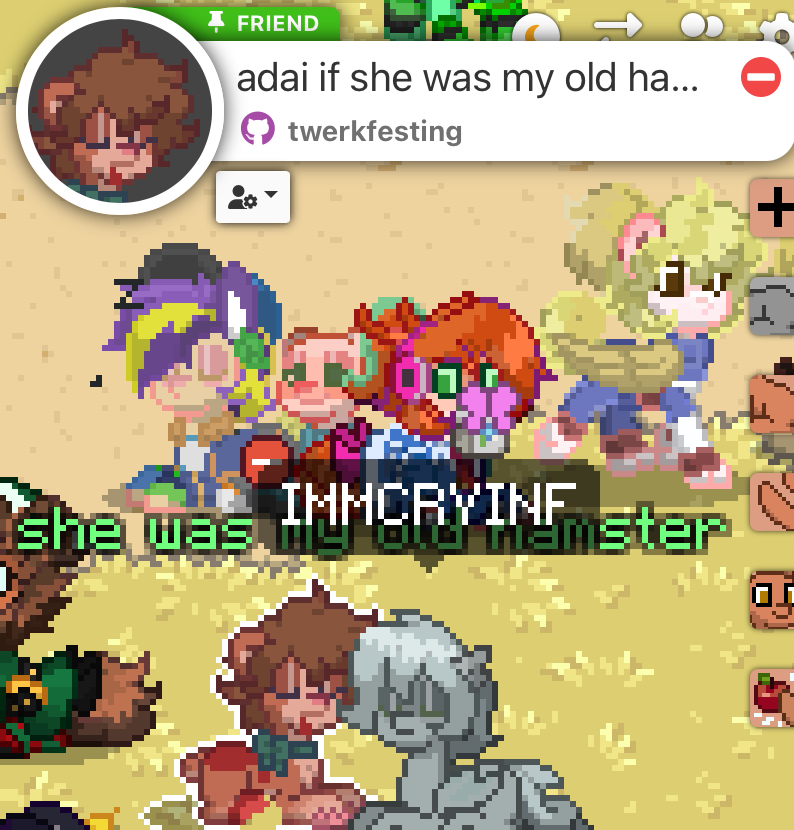 FRIEND
adai if she was my old ha...
twerkfesting
IMMCRYINF
she was my old hamster